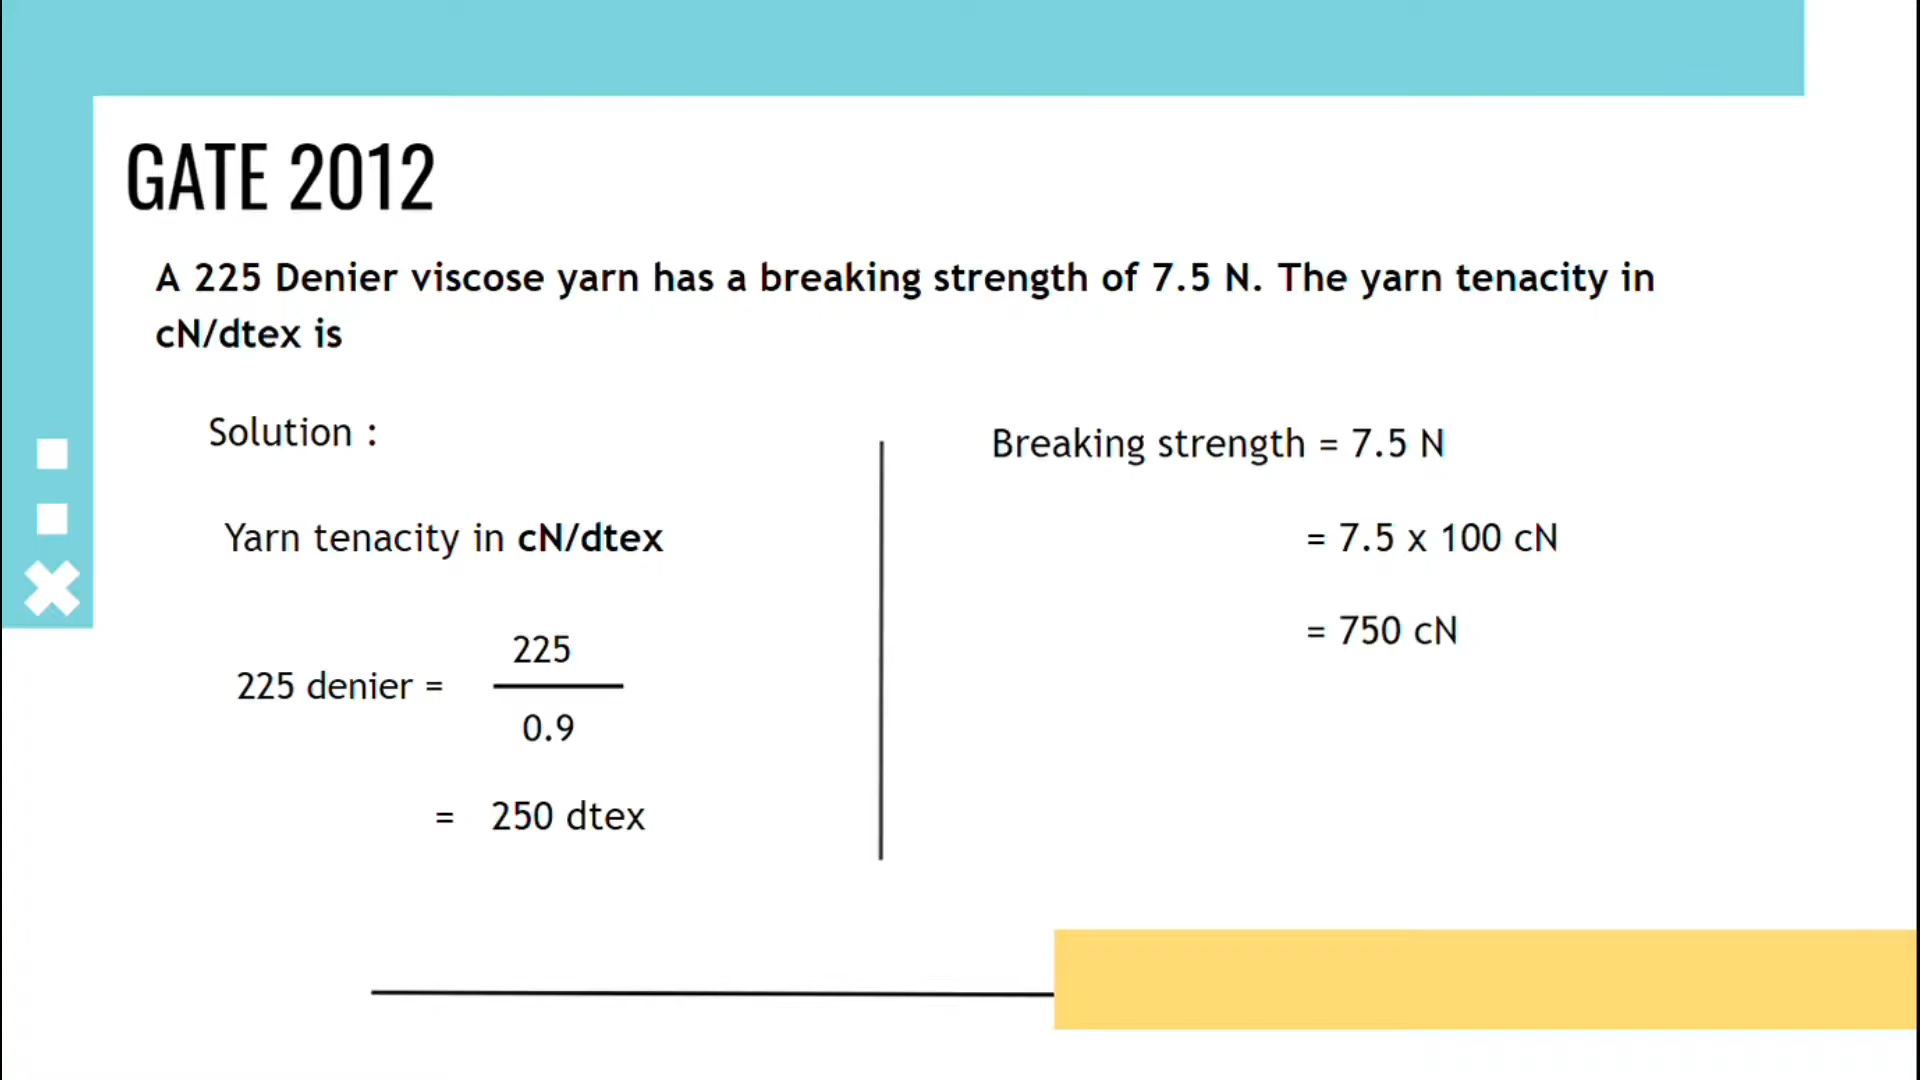 GATE 2012
A 225 Denier viscose yarn has a breaking strength of 7.5 N. The yarn tenacity in
cN/dtex is
Solution :
Yarn tenacity in cN/dtex
225
225 denier =
0.9
= 250 dtex
Breaking strength = 7.5 N
= 7.5 x 100 cN
= 750 cN